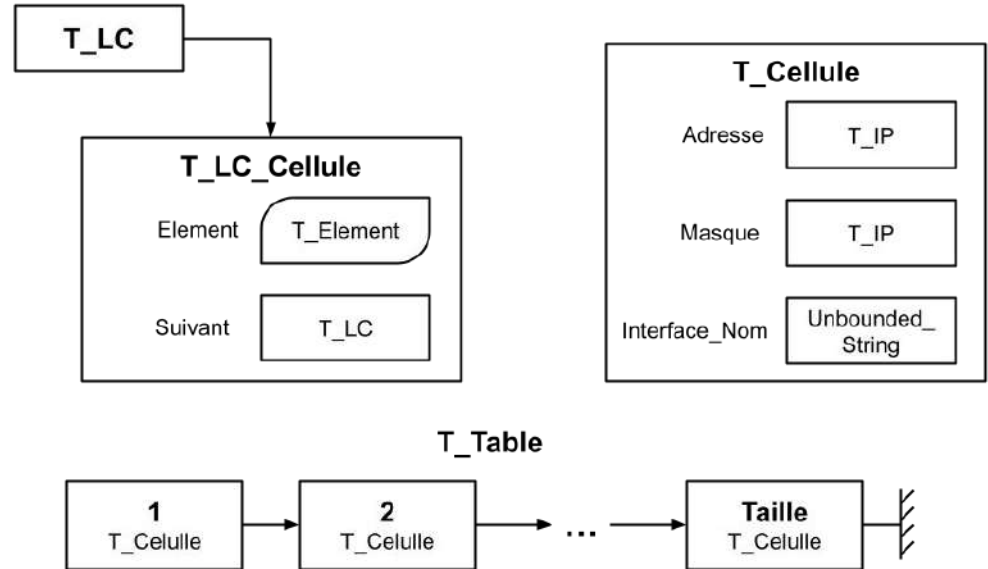 T_LC
T_LC_Cellule
Element
T_Element
Suivant
T_LC
T_Cellule
Adresse
T_IP
Masque
T_IP
Interface_Nom
Unbounded_
String
T_Table
1
T_Celulle
2
T_Celulle
...
Taille
T_Celulle